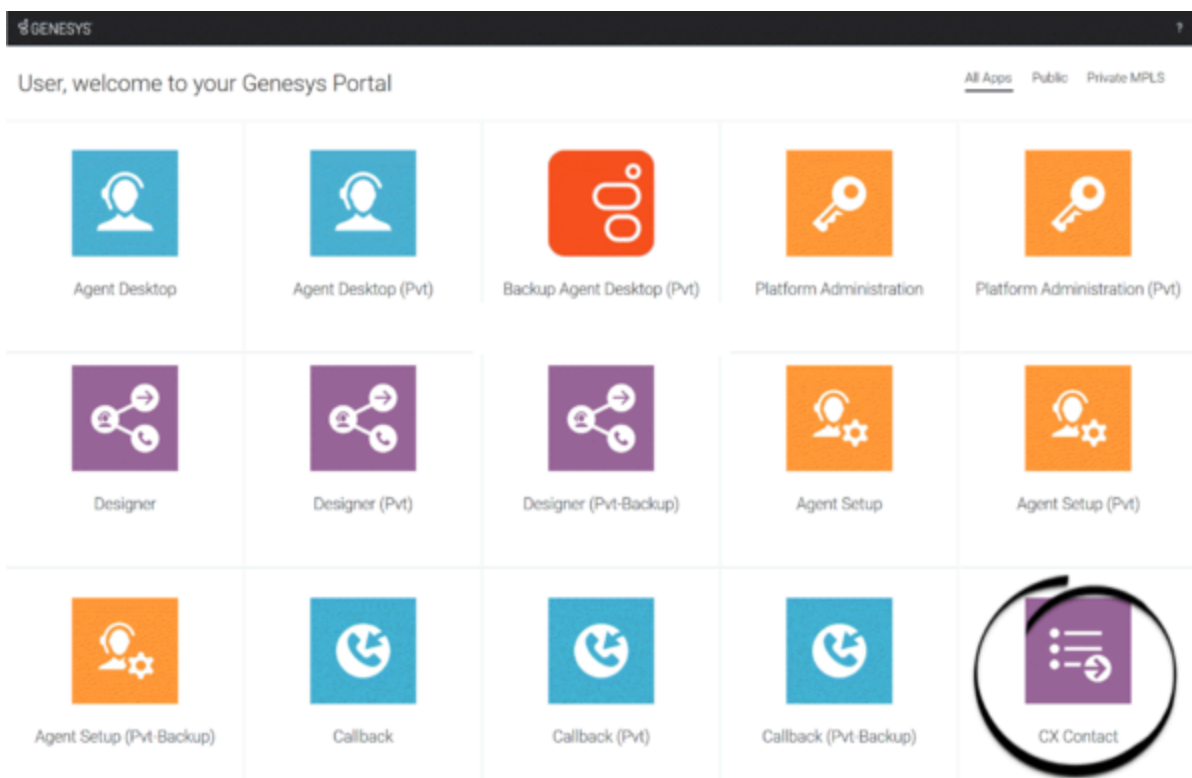 GENESYS
?
User, welcome to your Genesys Portal
All Apps Public Private MPLS
Agent Desktop
Agent Desktop (Pvt)
Backup Agent Desktop (Pvt)
Platform Administration
Platform Administration (Pvt)
Designer
Designer (Pvt)
Designer (Pvt-Backup)
Agent Setup
Agent Setup (Pvt)
Agent Setup (Pvt-Backup)
Callback
Callback (Pvt)
Callback (Pvt-Backup)
CX Contact